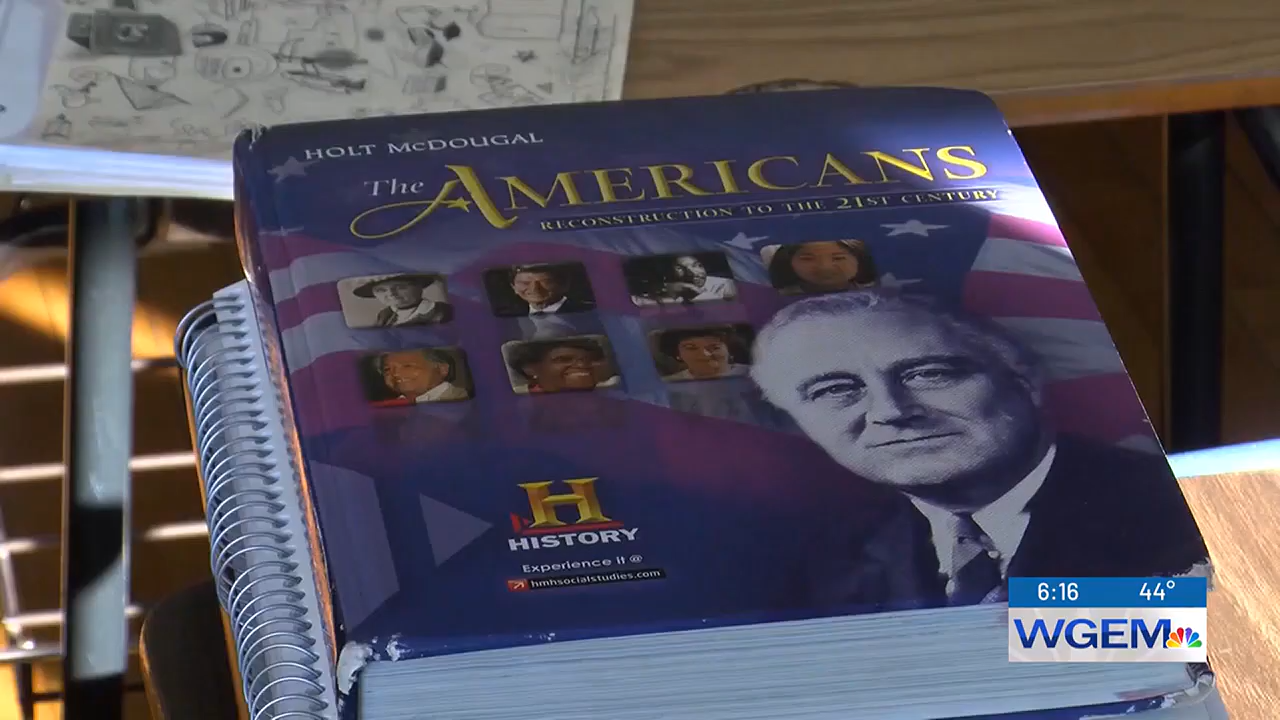 HOLT McDOUGAL
The AMERICANS
RECONSTRUCTION TO THE 21ST CENTURY
H
HISTORY
Experience it @
hmhsocialstudies.com
6:16 44°
WGEM